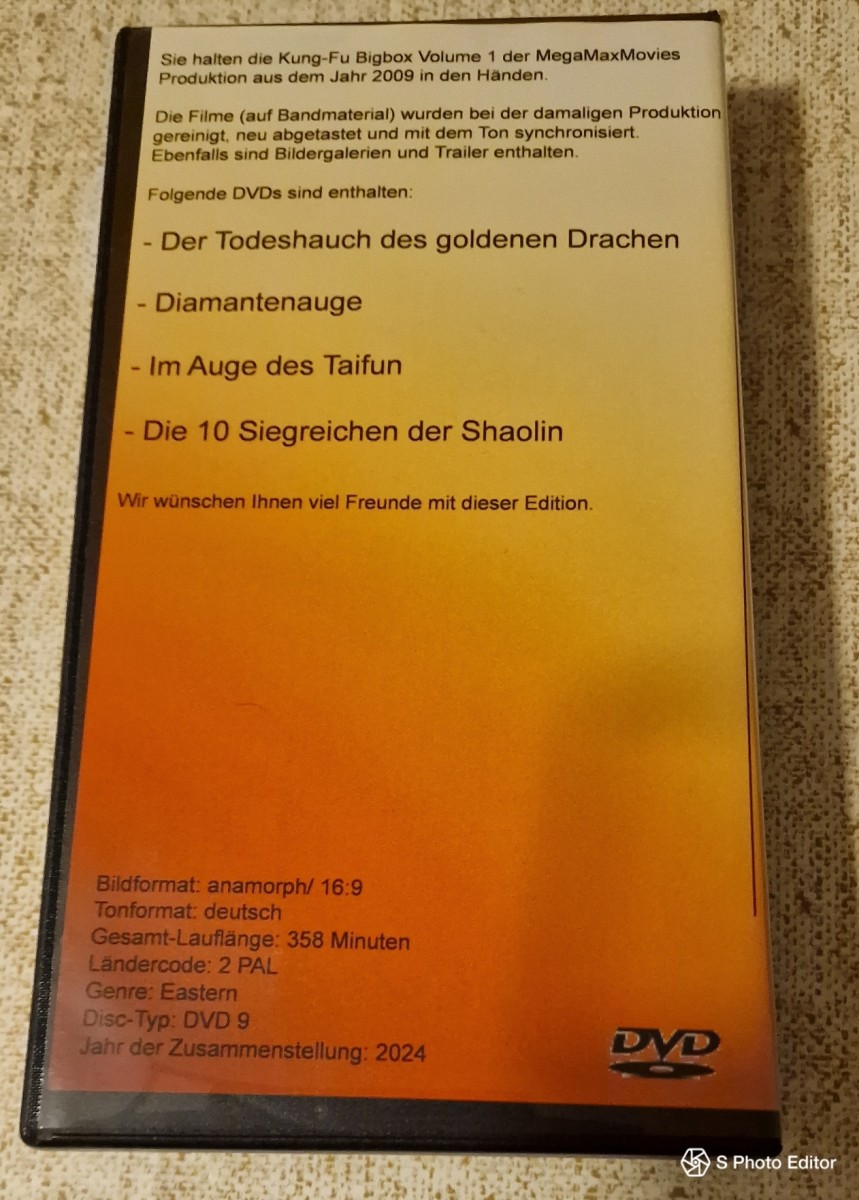 Sie halten die Kung-Fu Bigbox Volume 1 der MegaMaxMovies
Produktion aus dem Jahr 2009 in den Händen.
Die Filme (auf Bandmaterial) wurden bei der damaligen Produktion
gereinigt, neu abgetastet und mit dem Ton synchronisiert.
Ebenfalls sind Bildergalerien und Trailer enthalten.
Folgende DVDs sind enthalten:
- Der Todeshauch des goldenen Drachen
- Diamantenauge
- Im Auge des Taifun
- Die 10 Siegreichen der Shaolin
Wir wünschen Ihnen viel Freunde mit dieser Edition.
Bildformat: anamorph/ 16:9
Tonformat: deutsch
Gesamt-Lauflänge: 358 Minuten
Ländercode: 2 PAL
Genre: Eastern
Disc-Typ: DVD 9
Jahr der Zusammenstellung: 2024
DVD
S Photo Editor